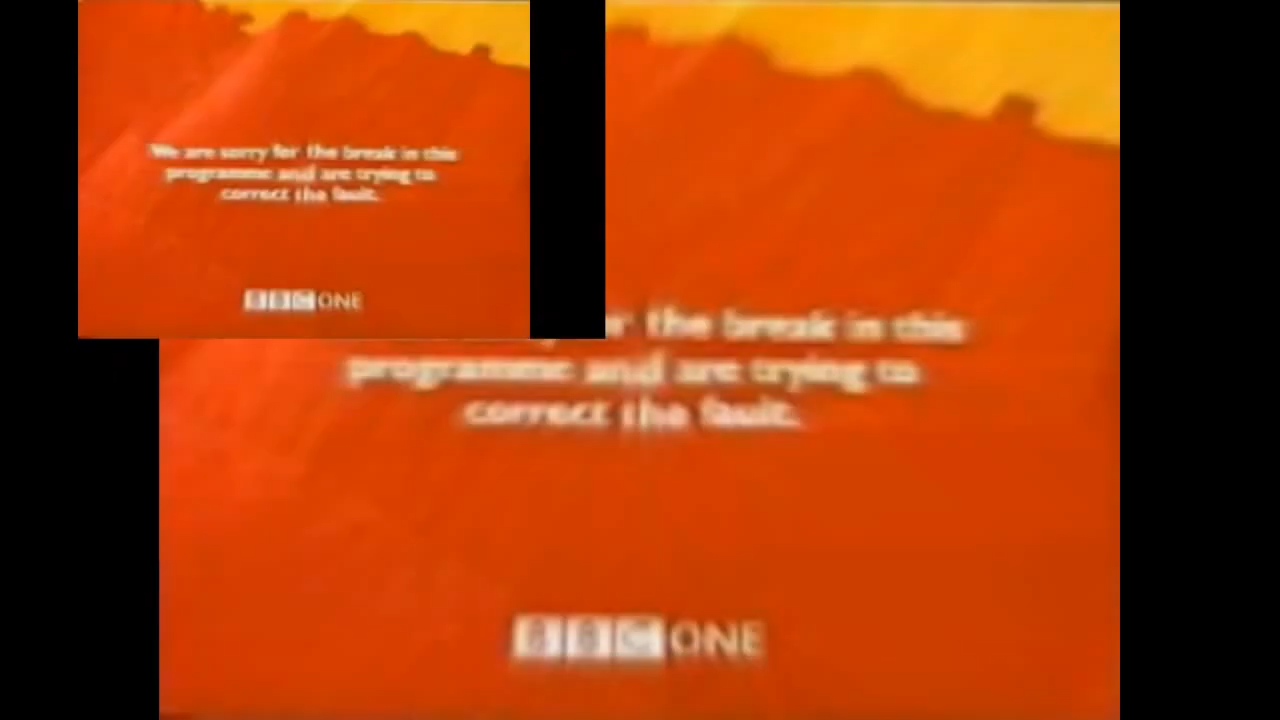 We are sorry for the break in this
programme and are trying to
correct the fault.
BBC ONE
r the break in this
programme and are trying to
correct the fault.
BBC ONE